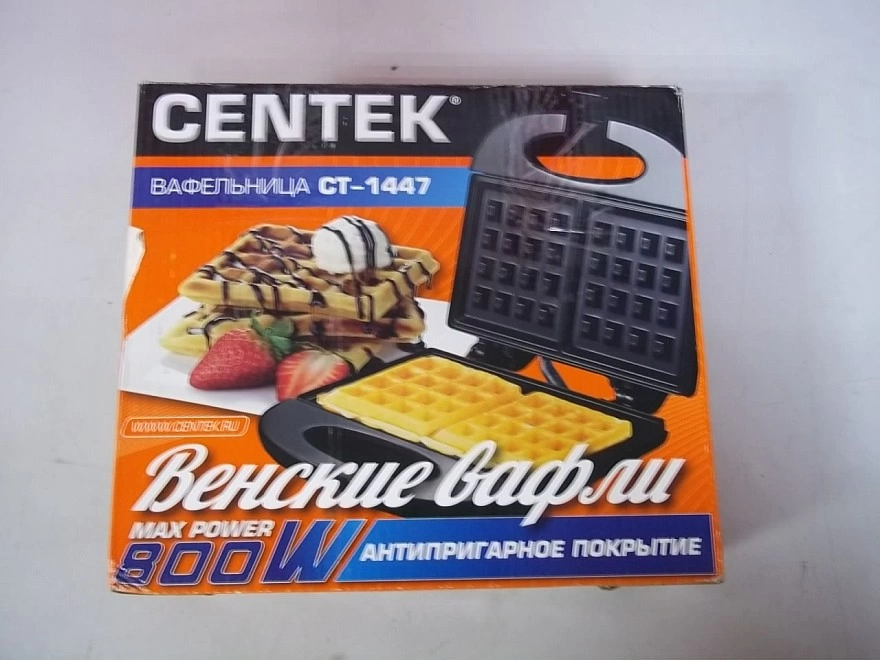 CENTEK®
ВАФЕЛЬНИЦА CT-1447
WWW.CENTEK.RU
Венские вафли
MAX POWER
800W
АНТИПРИГАРНОЕ ПОКРЫТИЕ